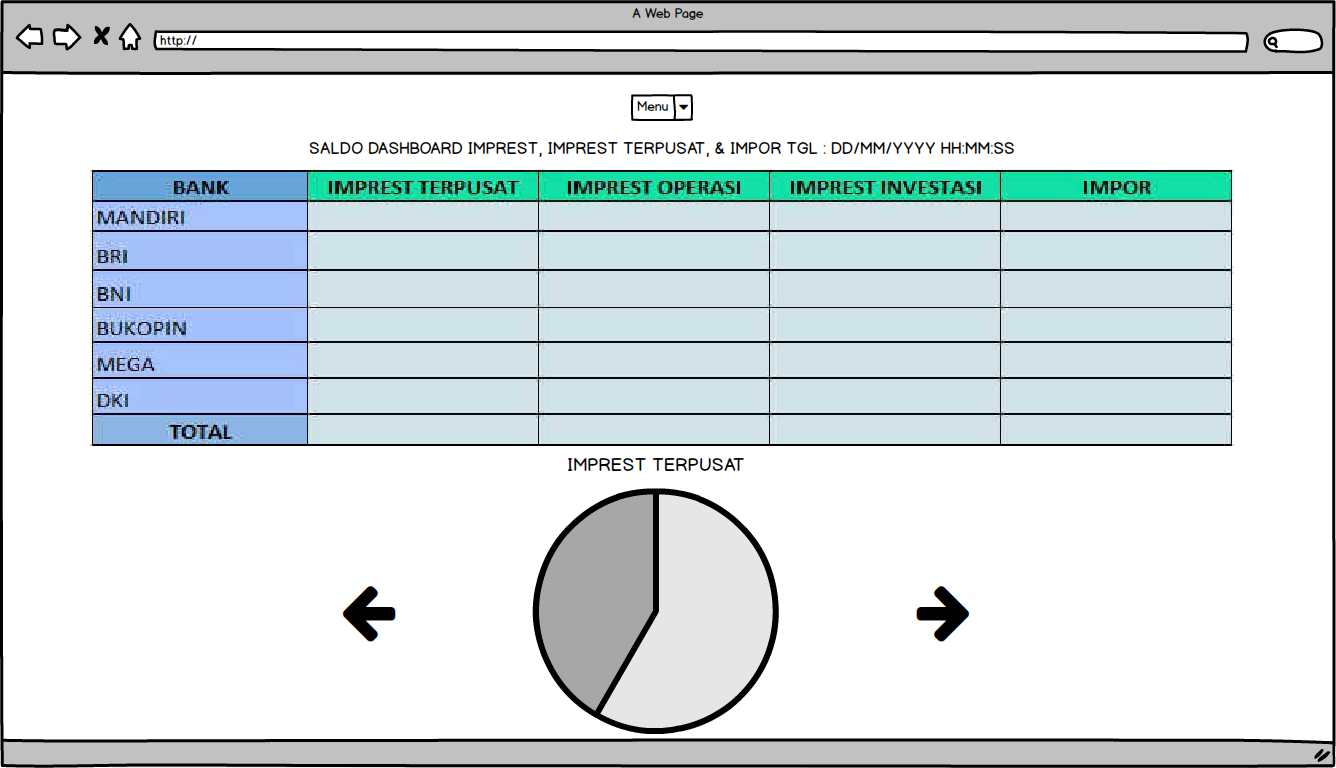 A Web Page
http://
Menu
SALDO DASHBOARD IMPREST, IMPREST TERPUSAT, & IMPOR TGL : DD/MM/YYYY HH:MM:SS
BANK IMPREST TERPUSAT IMPREST OPERASI IMPREST INVESTASI IMPOR
MANDIRI
BRI
BNI
BUKOPIN
MEGA
DKI
TOTAL
IMPREST TERPUSAT